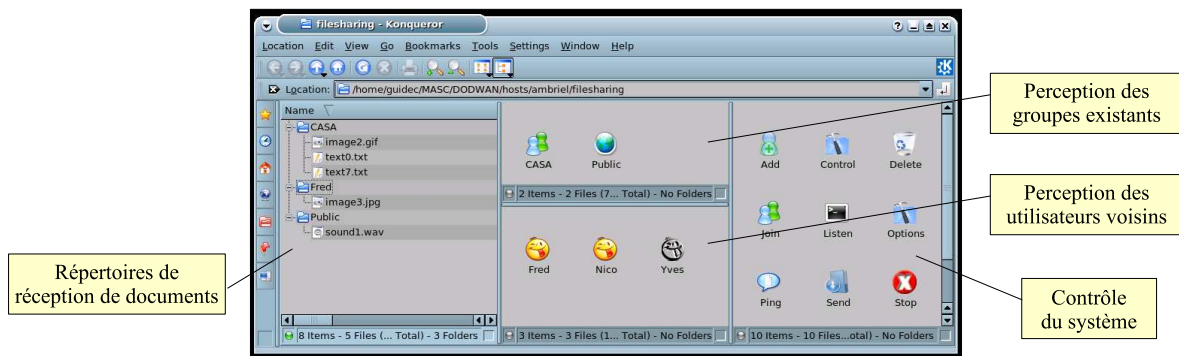 filesharing - Konqueror
Location Edit View Go Bookmarks Tools Settings Window Help
Location: /home/guidec/MASC/DODWAN/hosts/ambriel/filesharing
Name
CASA
image2.gif
text0.txt
text7.txt
Fred
image3.jpg
Public
sound1.wav
8 Items - 5 Files (... Total) - 3 Folders
CASA Public
2 Items - 2 Files (7... Total) - No Folders
Fred Nico Yves
3 Items - 3 Files (1... Total) - No Folders
Add Control Delete
Join Listen Options
Ping Send Stop
10 Items - 10 Files...otal) - No Folders
Répertoires de
réception de documents
Perception des
groupes existants
Perception des
utilisateurs voisins
Contrôle
du système